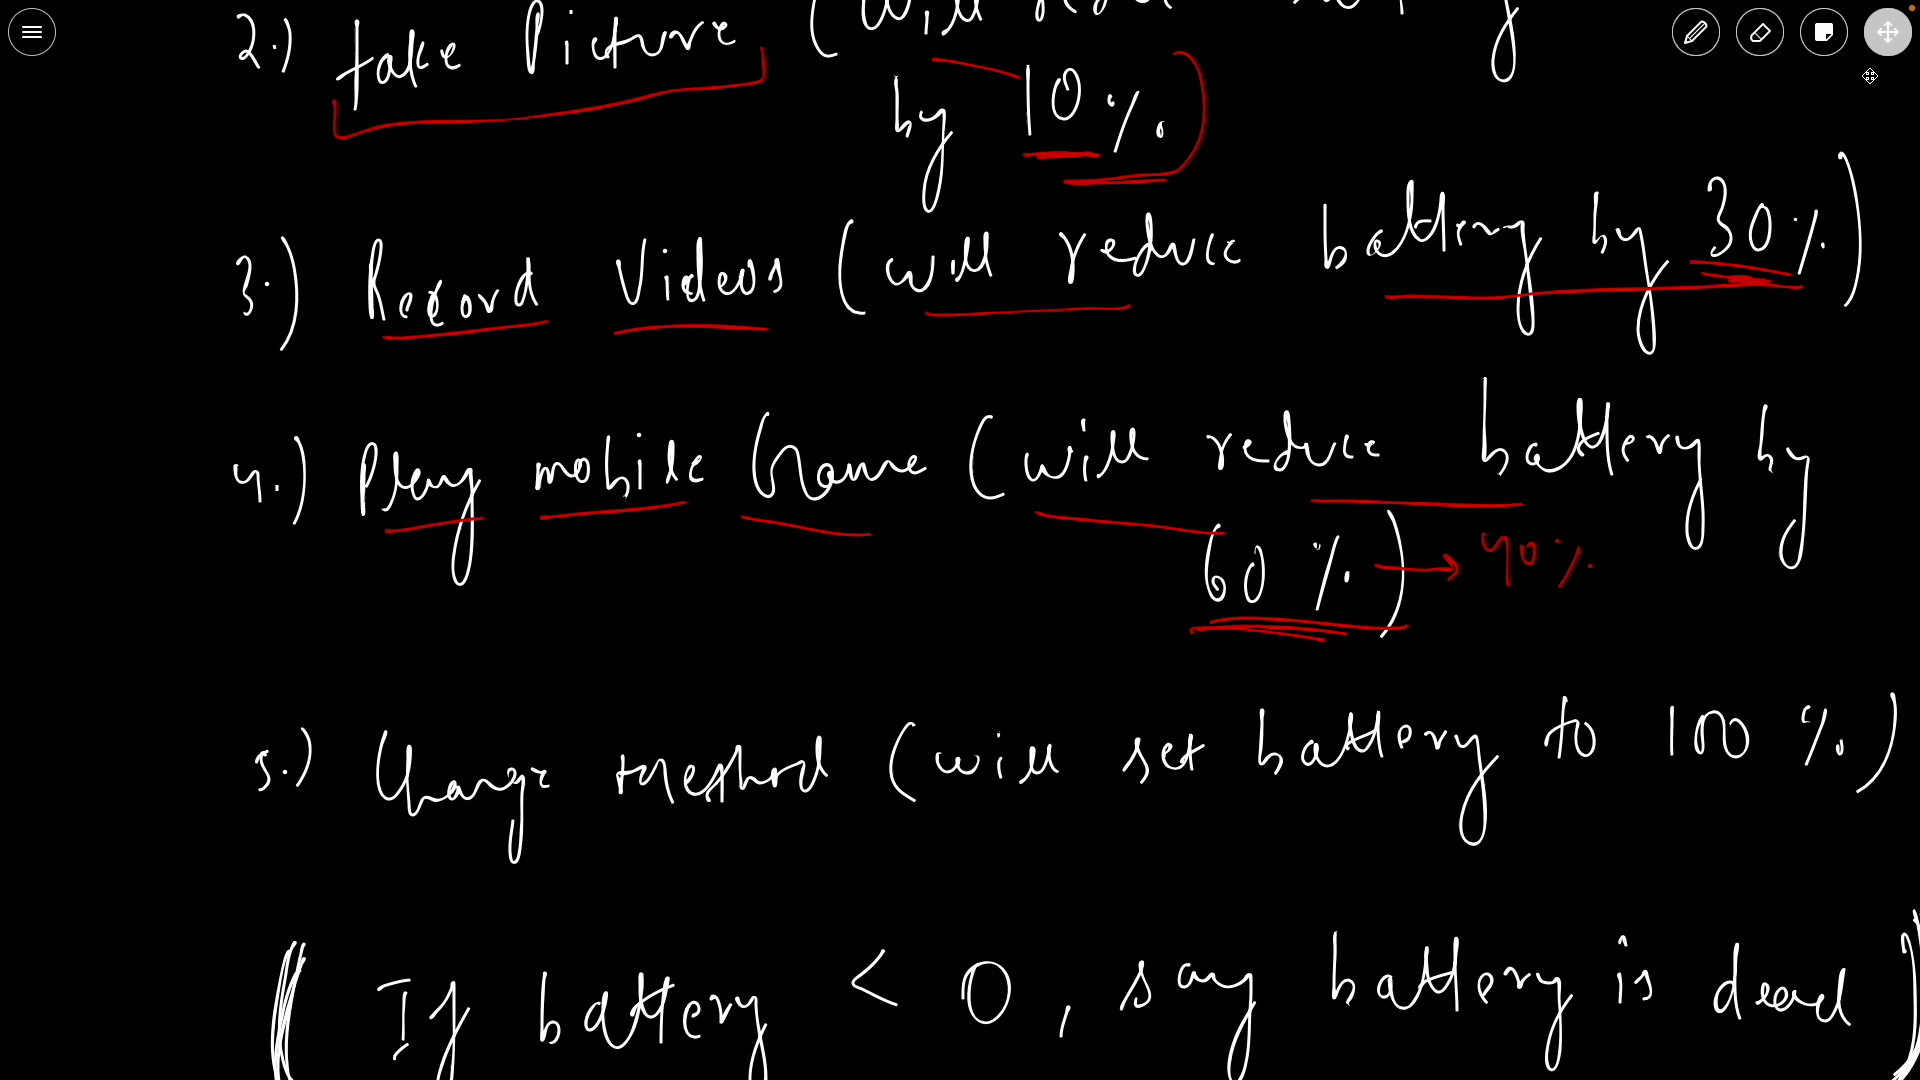 2.) take Picture (will
by 10%.)
3.) Record Videos (will reduce battery by 30%.)
4.) Play mobile Game (will reduce battery by
60%.) → 40%.
5.) Charge method (will set battery to 100%.)
If battery < 0, say battery is dead